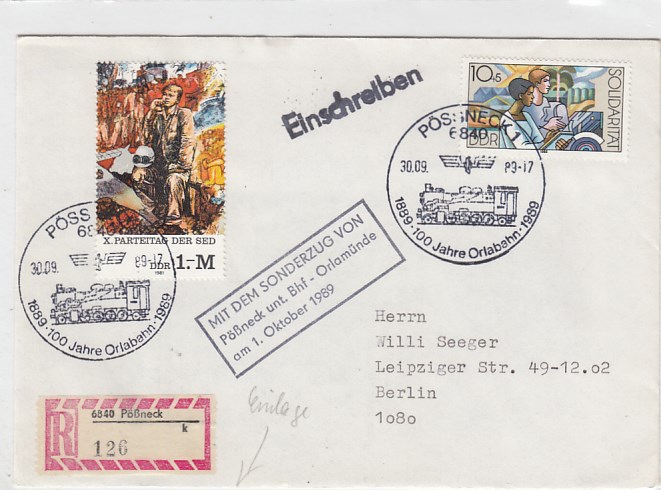 Einschreiben
10+5
SOLIDARITÄT
DDR
X. PARTEITAG DER SED
DDR 1.-M
1981
PÖSSNECK 1
6840
30.09. 89-17
1889·100 Jahre Orlabahn·1989
PÖSS
684
30.09. 89-17
1889·100 Jahre Orlabahn·1989
MIT DEM SONDERZUG VON
Pößneck unt. Bhf - Orlamünde
am 1. Oktober 1989
Herrn
Willi Seeger
Leipziger Str. 49-12.02
Berlin
1080
Einlage
R
6840 Pößneck
k
126